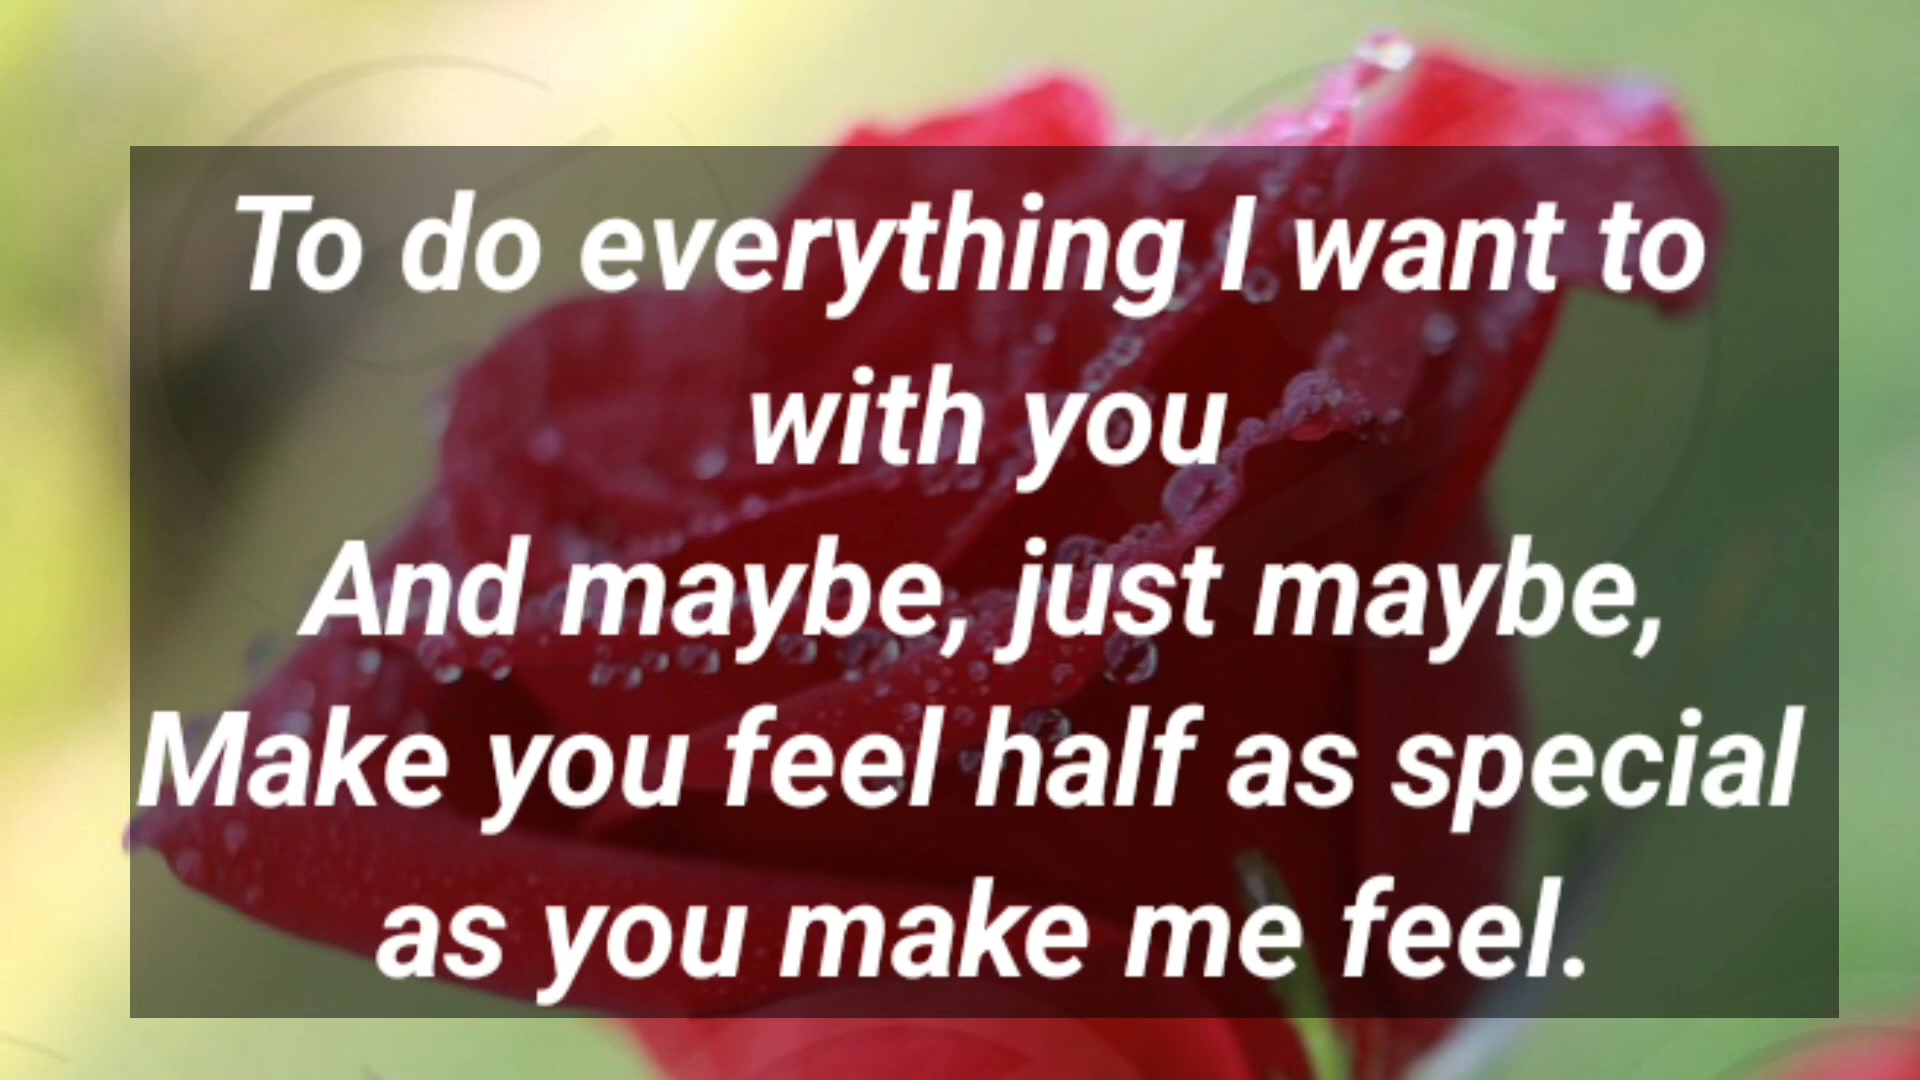 To do everything I want to
with you
And maybe, just maybe,
Make you feel half as special
as you make me feel.